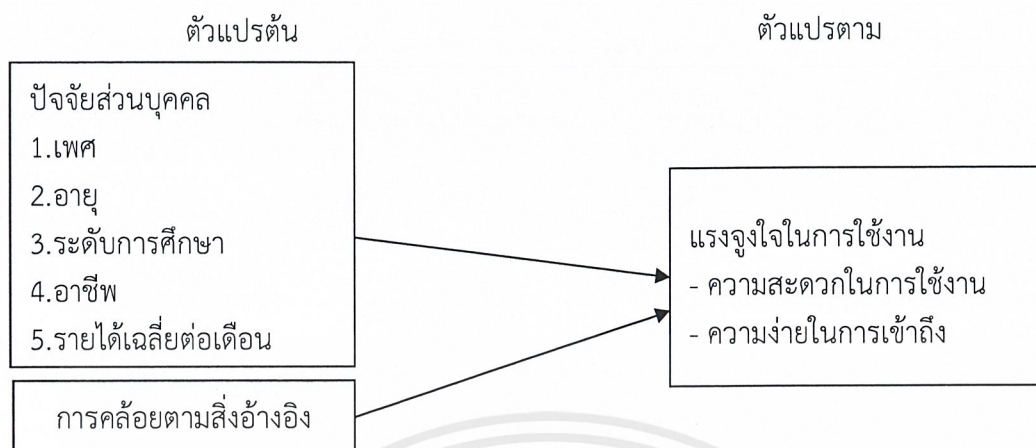 ตัวแปรต้น
ตัวแปรตาม
ปัจจัยส่วนบุคคล
1.เพศ
2.อายุ
3.ระดับการศึกษา
4.อาชีพ
5.รายได้เฉลี่ยต่อเดือน
การคล้อยตามสิ่งอ้างอิง
แรงจูงใจในการใช้งาน
- ความสะดวกในการใช้งาน
- ความง่ายในการเข้าถึง